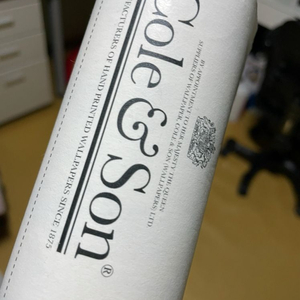 BY APPOINTMENT TO HER MAJESTY THE QUEEN
SUPPLIERS OF WALLPAPER, COLE & SON (WALLPAPERS) LTD
Cole & Son®
FACTURERS OF HAND PRINTED WALLPAPERS SINCE 1875